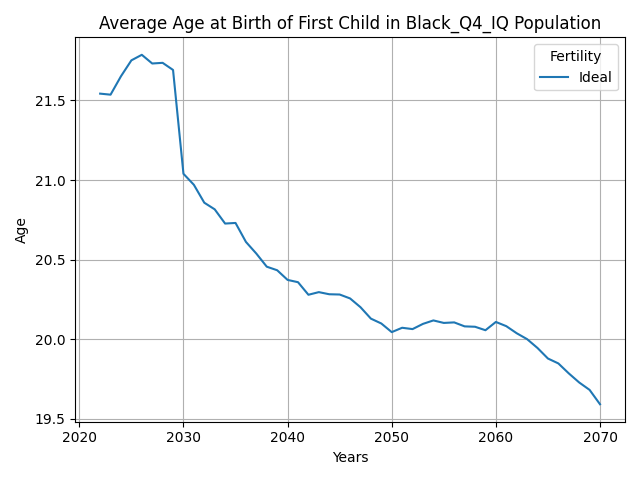 Average Age at Birth of First Child in Black_Q4_IQ Population
Fertility
Ideal
21.5
21.0
20.5
20.0
19.5
Age
2020
2030
2040
2050
2060
2070
Years